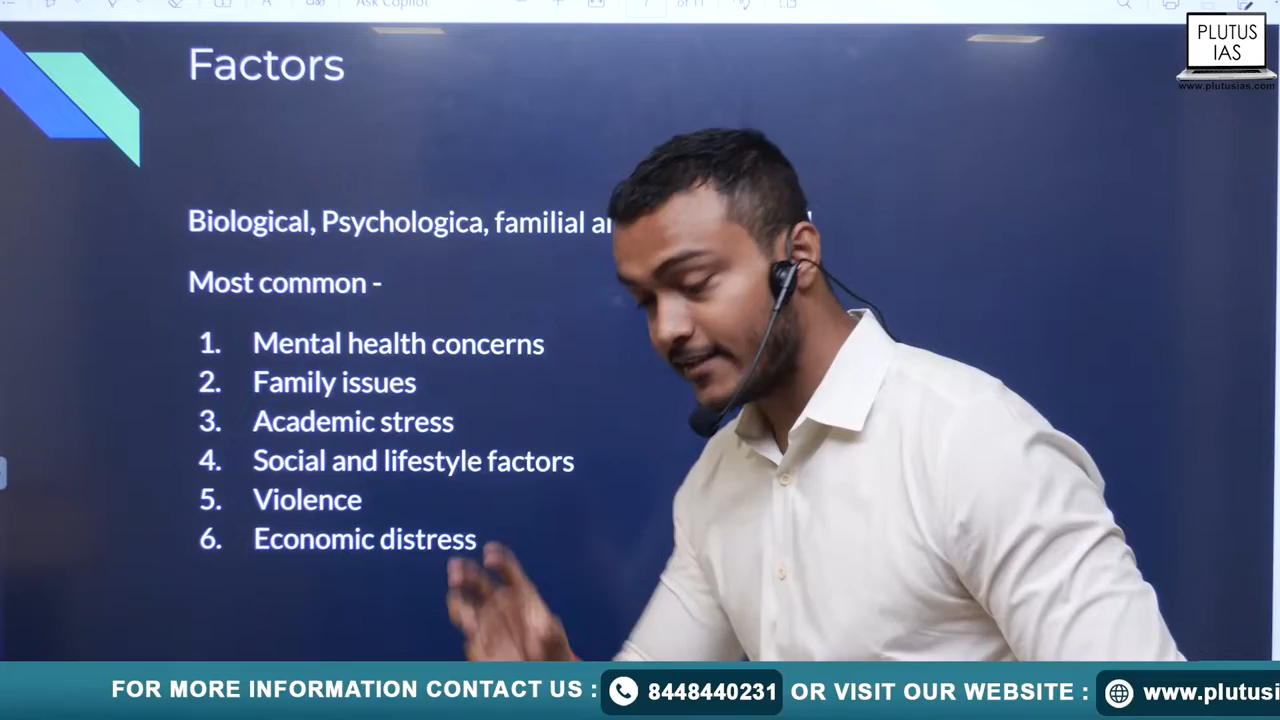 Ask Copilot
PLUTUS
IAS
www.plutusias.com
Factors
Biological, Psychologica, familial
Most common -
1. Mental health concerns
2. Family issues
3. Academic stress
4. Social and lifestyle factors
5. Violence
6. Economic distress
FOR MORE INFORMATION CONTACT US : 8448440231 OR VISIT OUR WEBSITE : www.plutusi